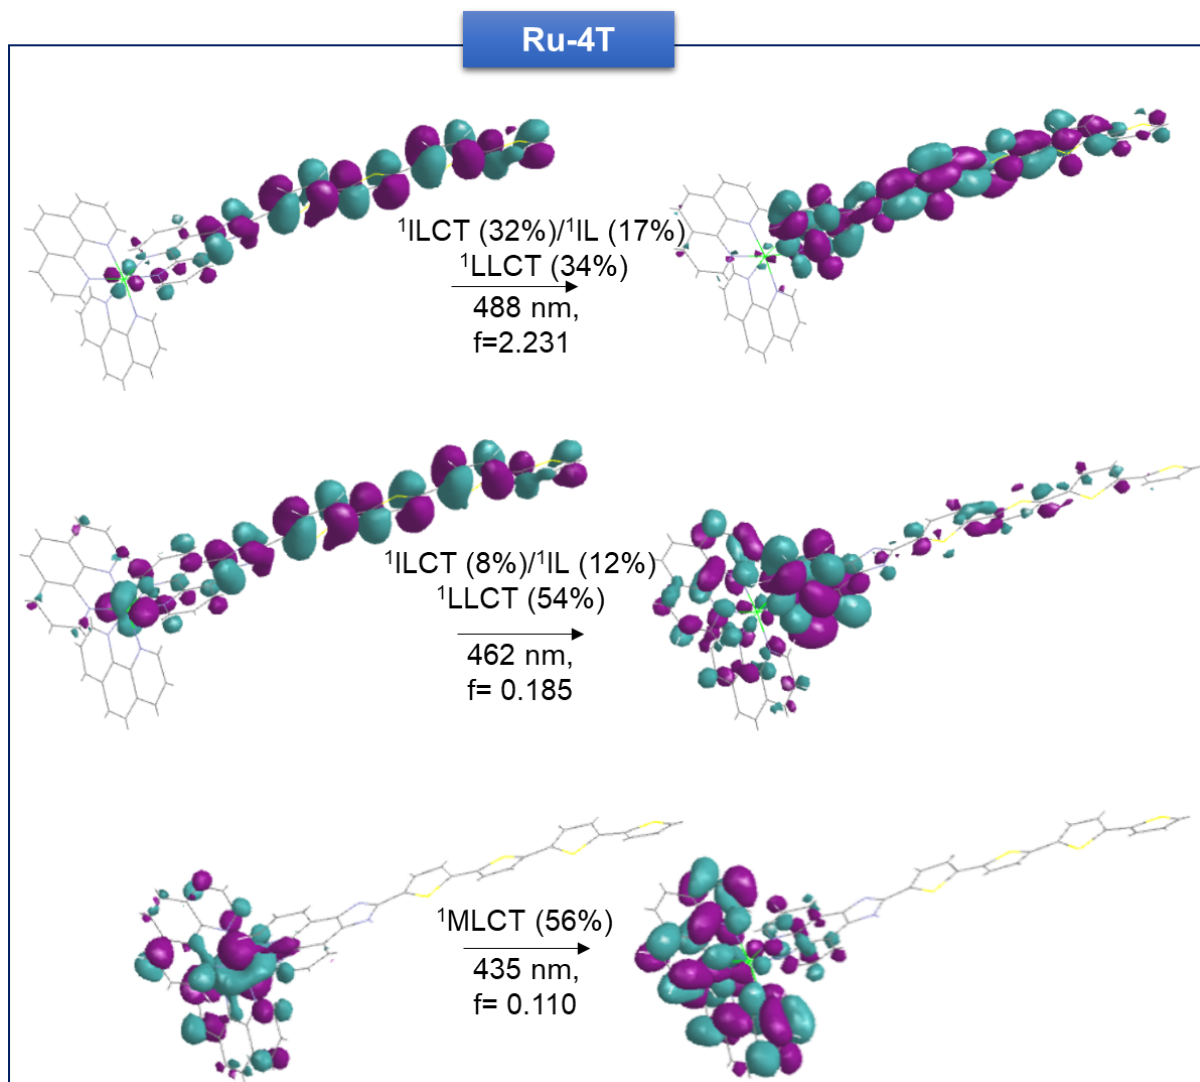 Ru-4T
¹ILCT (32%)/¹IL (17%)
¹LLCT (34%)
488 nm,
f=2.231
¹ILCT (8%)/¹IL (12%)
¹LLCT (54%)
462 nm,
f= 0.185
¹MLCT (56%)
435 nm,
f= 0.110